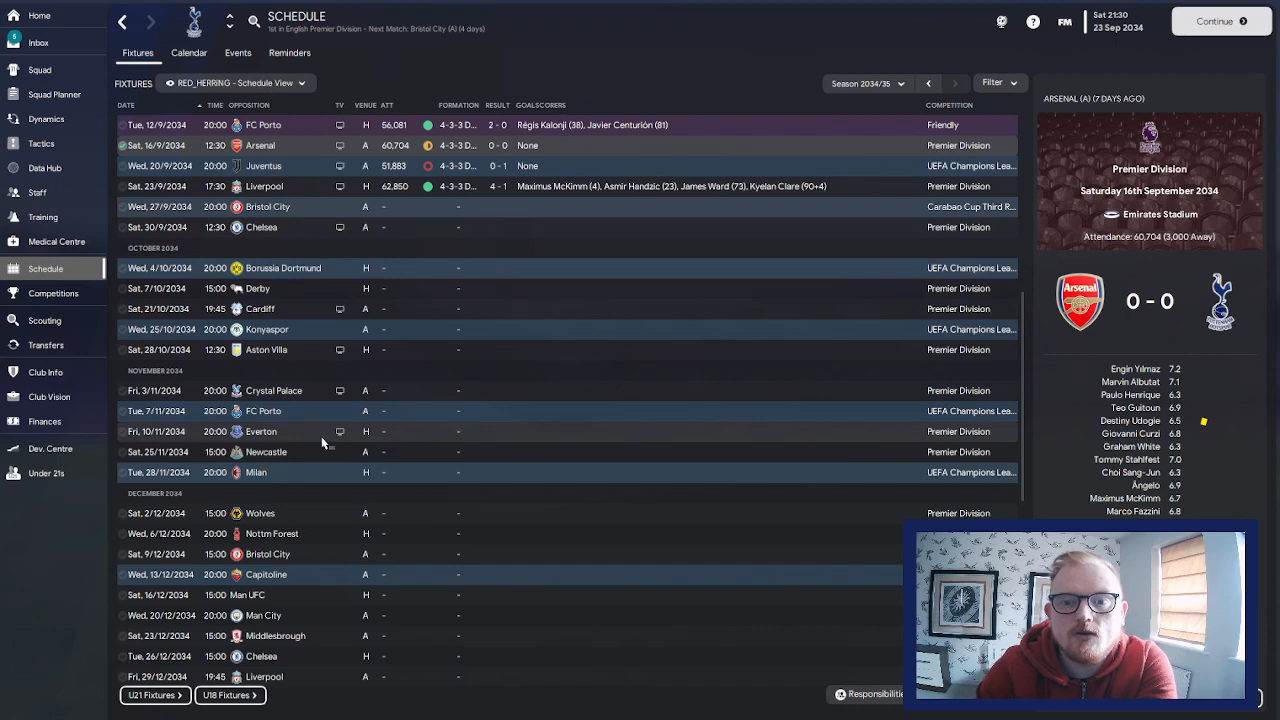 Home
5
Inbox
Squad
Squad Planner
Dynamics
Tactics
Data Hub
Staff
Training
Medical Centre
Schedule
Competitions
Scouting
Transfers
Club Info
Club Vision
Finances
Dev. Centre
Under 21s
SCHEDULE
1st in English Premier Division - Next Match: Bristol City (A) (4 days)
? FM Sat 21:30
23 Sep 2034
Continue
Fixtures Calendar Events Reminders
FIXTURES RED_HERRING - Schedule View Season 2034/35 Filter
DATE TIME OPPOSITION TV VENUE ATT FORMATION RESULT GOALSCORERS COMPETITION
Tue, 12/9/2034 20:00 FC Porto H 56,081 4-3-3 D... 2 - 0 Régis Kalonji (38), Javier Centurión (81) Friendly
Sat, 16/9/2034 12:30 Arsenal A 60,704 4-3-3 D... 0 - 0 None Premier Division
Wed, 20/9/2034 20:00 Juventus A 51,883 4-3-3 D... 0 - 1 None UEFA Champions Lea...
Sat, 23/9/2034 17:30 Liverpool H 62,850 4-3-3 D... 4 - 1 Maximus McKimm (4), Asmir Handzic (23), James Ward (73), Kyelan Clare (90+4) Premier Division
Wed, 27/9/2034 20:00 Bristol City A - - Carabao Cup Third R...
Sat, 30/9/2034 12:30 Chelsea A - - Premier Division
OCTOBER 2034
Wed, 4/10/2034 20:00 Borussia Dortmund H - - UEFA Champions Lea...
Sat, 7/10/2034 15:00 Derby H - - Premier Division
Sat, 21/10/2034 19:45 Cardiff A - - Premier Division
Wed, 25/10/2034 20:00 Konyaspor A - - UEFA Champions Lea...
Sat, 28/10/2034 12:30 Aston Villa H - - Premier Division
NOVEMBER 2034
Fri, 3/11/2034 20:00 Crystal Palace A - - Premier Division
Tue, 7/11/2034 20:00 FC Porto A - - UEFA Champions Lea...
Fri, 10/11/2034 20:00 Everton H - - Premier Division
Sat, 25/11/2034 15:00 Newcastle A - - Premier Division
Tue, 28/11/2034 20:00 Milan H - - UEFA Champions Lea...
DECEMBER 2034
Sat, 2/12/2034 15:00 Wolves A - - Premier Division
Wed, 6/12/2034 20:00 Nottm Forest H - -
Sat, 9/12/2034 15:00 Bristol City A - -
Wed, 13/12/2034 20:00 Capitoline A - -
Sat, 16/12/2034 15:00 Man UFC H - -
Wed, 20/12/2034 20:00 Man City A - -
Sat, 23/12/2034 15:00 Middlesbrough A - -
Tue, 26/12/2034 15:00 Chelsea H - -
Fri, 29/12/2034 19:45 Liverpool A - -
U21 Fixtures U18 Fixtures
ARSENAL (A) (7 DAYS AGO)
Premier Division
Saturday 16th September 2034
Emirates Stadium
Attendance: 60,704 (3,000 Away)
Arsenal
0 - 0
Engin Yılmaz 7.2
Marvin Albutat 7.1
Paulo Henrique 6.3
Teo Guitoun 6.9
Destiny Udogie 6.5
Giovanni Curzi 6.8
Graham White 6.3
Tommy Stahlfest 7.0
Choi Sang-Jun 6.3
Ângelo 6.9
Maximus McKimm 6.7
Marco Fazzini 6.8